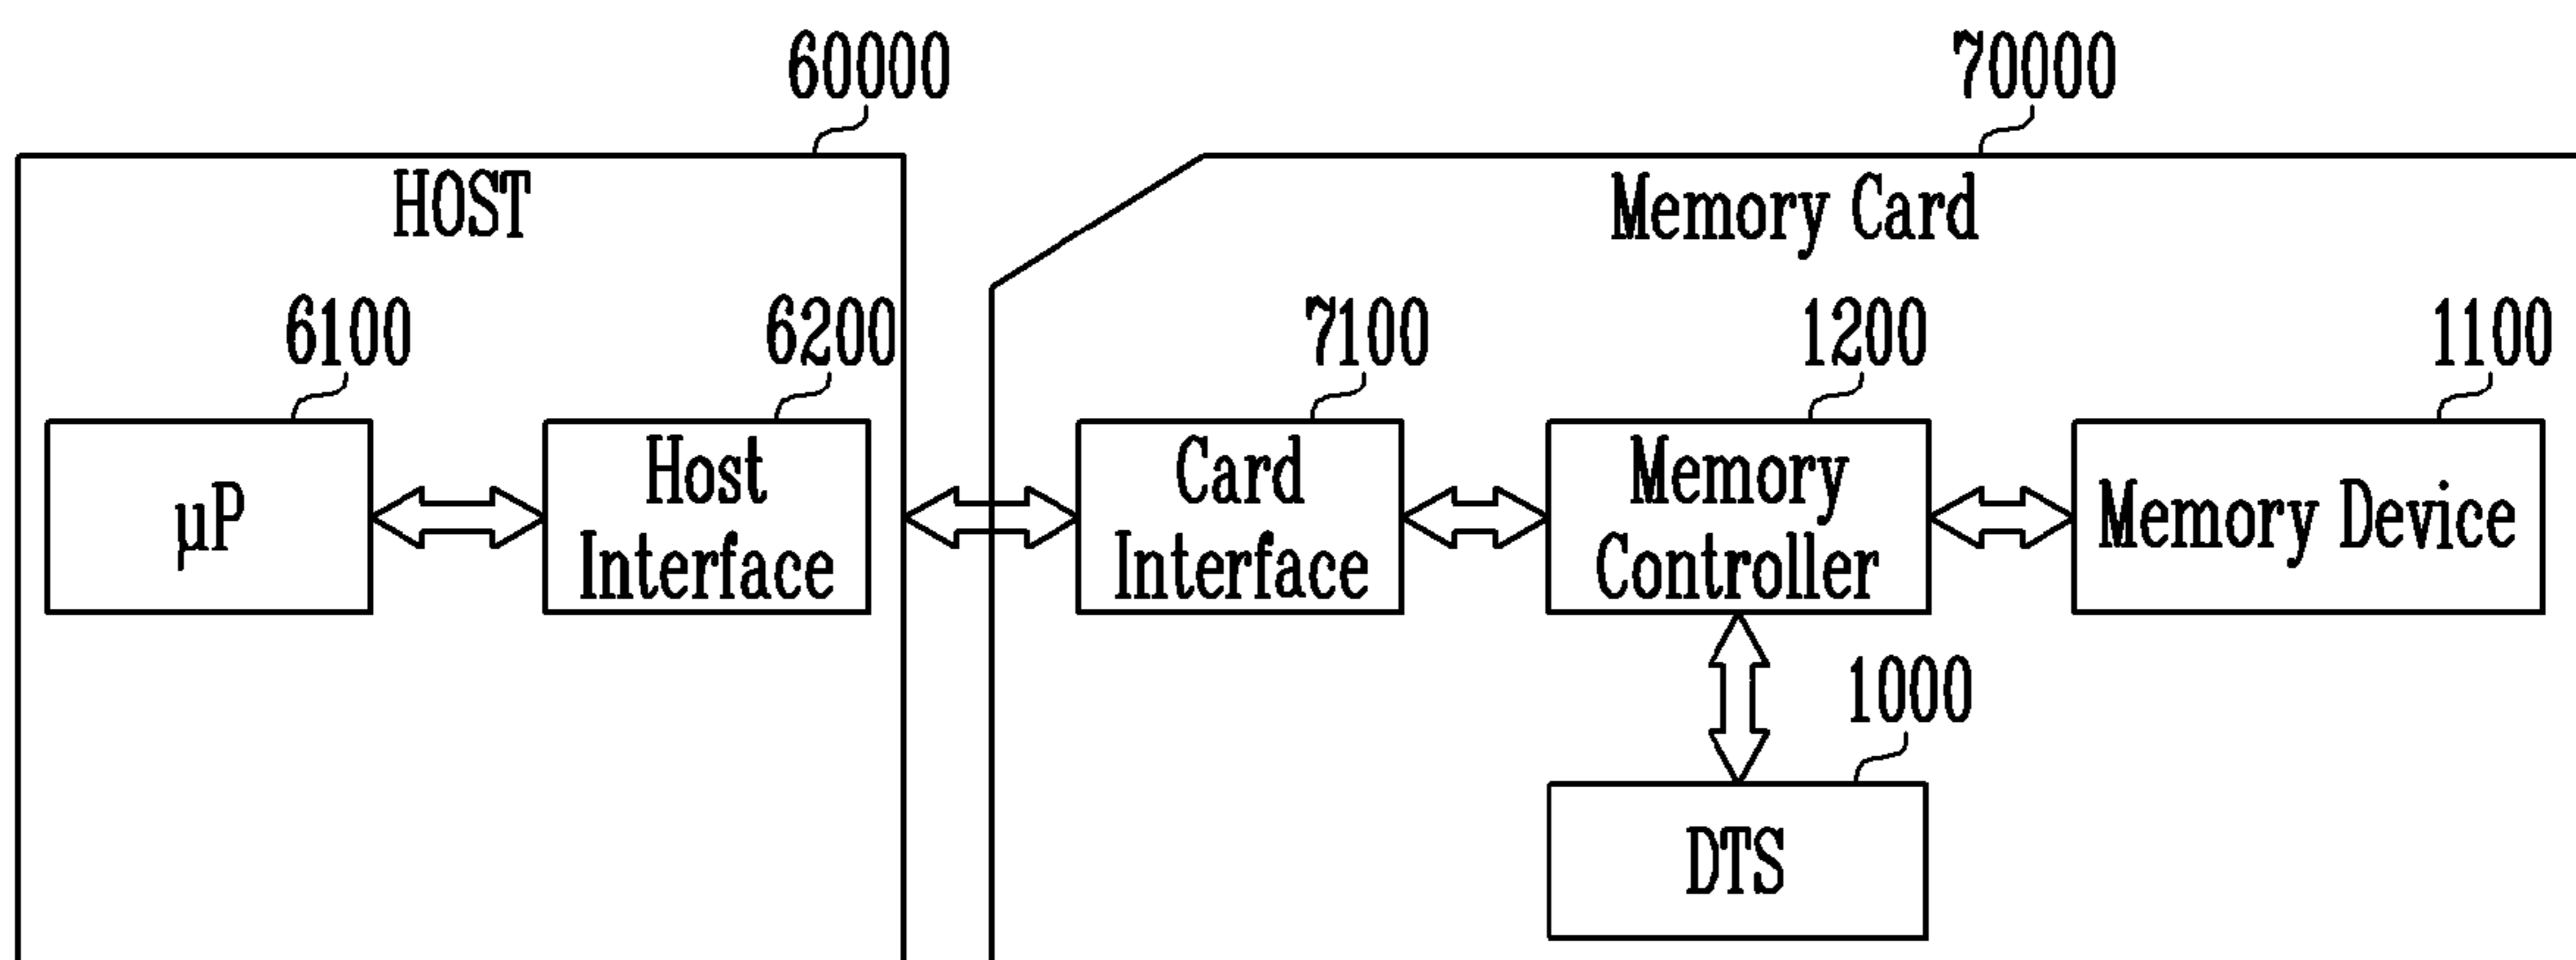 60000
70000
HOST
Memory Card
6100
6200
7100
1200
1100
μP
Host
Interface
Card
Interface
Memory
Controller
Memory Device
1000
DTS